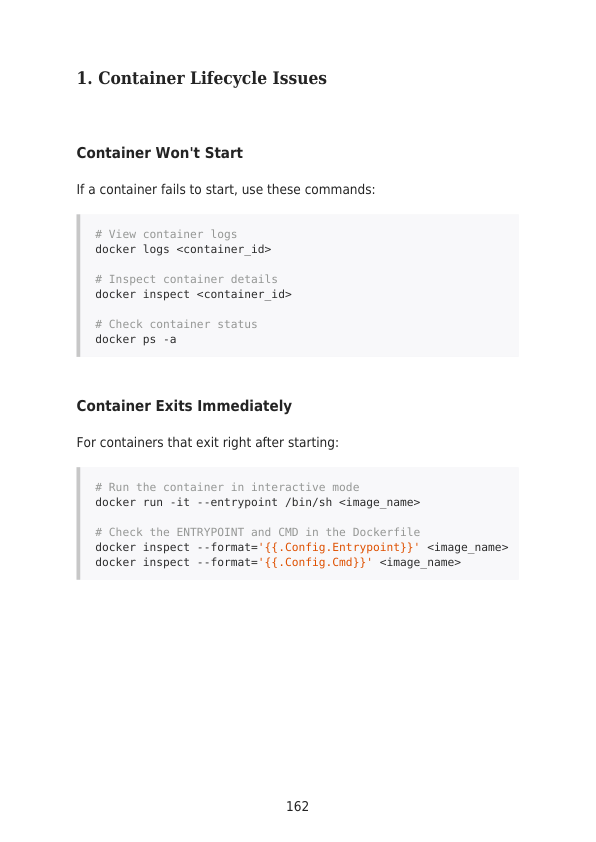 1. Container Lifecycle Issues
Container Won't Start
If a container fails to start, use these commands:
# View container logs
docker logs <container_id>
# Inspect container details
docker inspect <container_id>
# Check container status
docker ps -a
Container Exits Immediately
For containers that exit right after starting:
# Run the container in interactive mode
docker run -it --entrypoint /bin/sh <image_name>
# Check the ENTRYPOINT and CMD in the Dockerfile
docker inspect --format='{{.Config.Entrypoint}}' <image_name>
docker inspect --format='{{.Config.Cmd}}' <image_name>
162